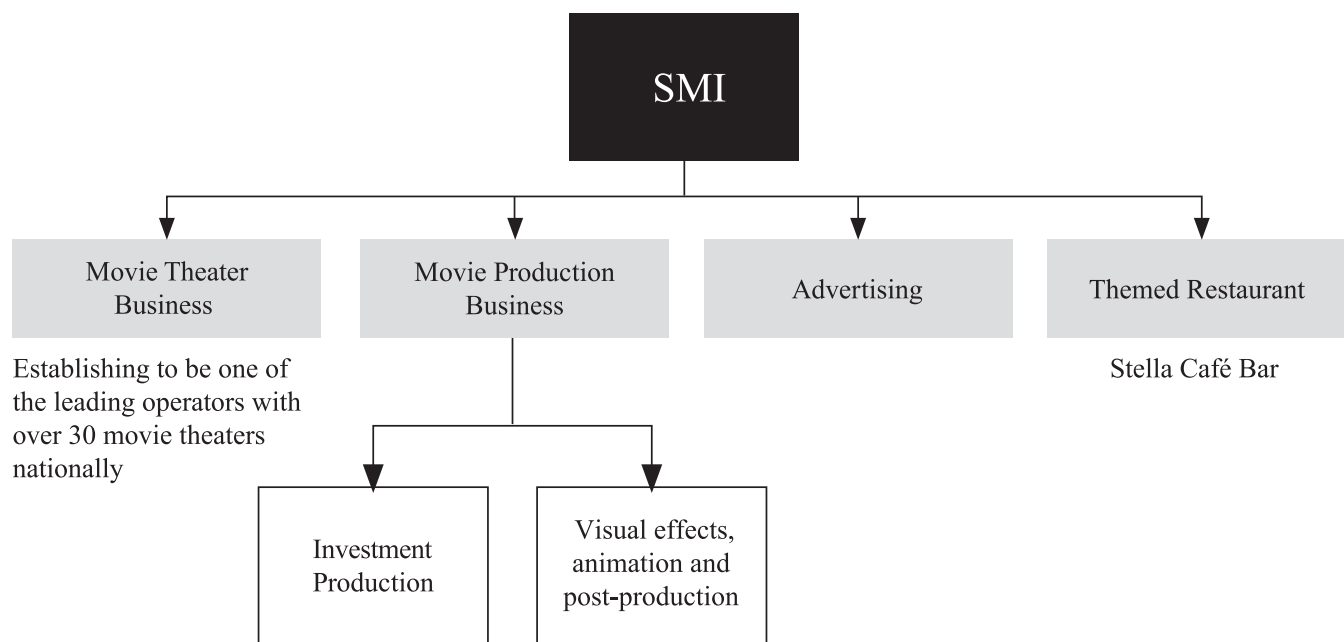 SMI
Movie Theater
Business
Movie Production
Business
Advertising
Themed Restaurant
Establishing to be one of
the leading operators with
over 30 movie theaters
nationally
Stella Café Bar
Investment
Production
Visual effects,
animation and
post-production